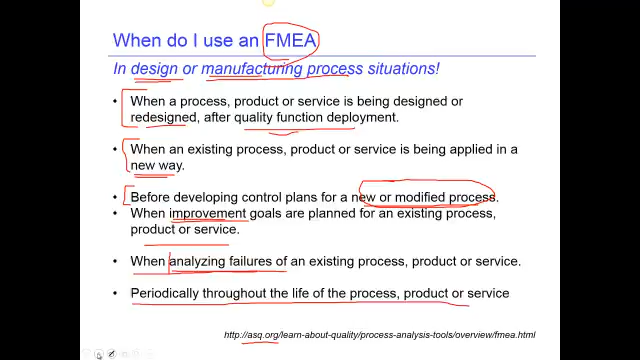 When do I use an FMEA
In design or manufacturing process situations!
• When a process, product or service is being designed or
redesigned, after quality function deployment.
• When an existing process, product or service is being applied in a
new way.
• Before developing control plans for a new or modified process.
• When improvement goals are planned for an existing process,
product or service.
• When analyzing failures of an existing process, product or service.
• Periodically throughout the life of the process, product or service
http://asq.org/learn-about-quality/process-analysis-tools/overview/fmea.html